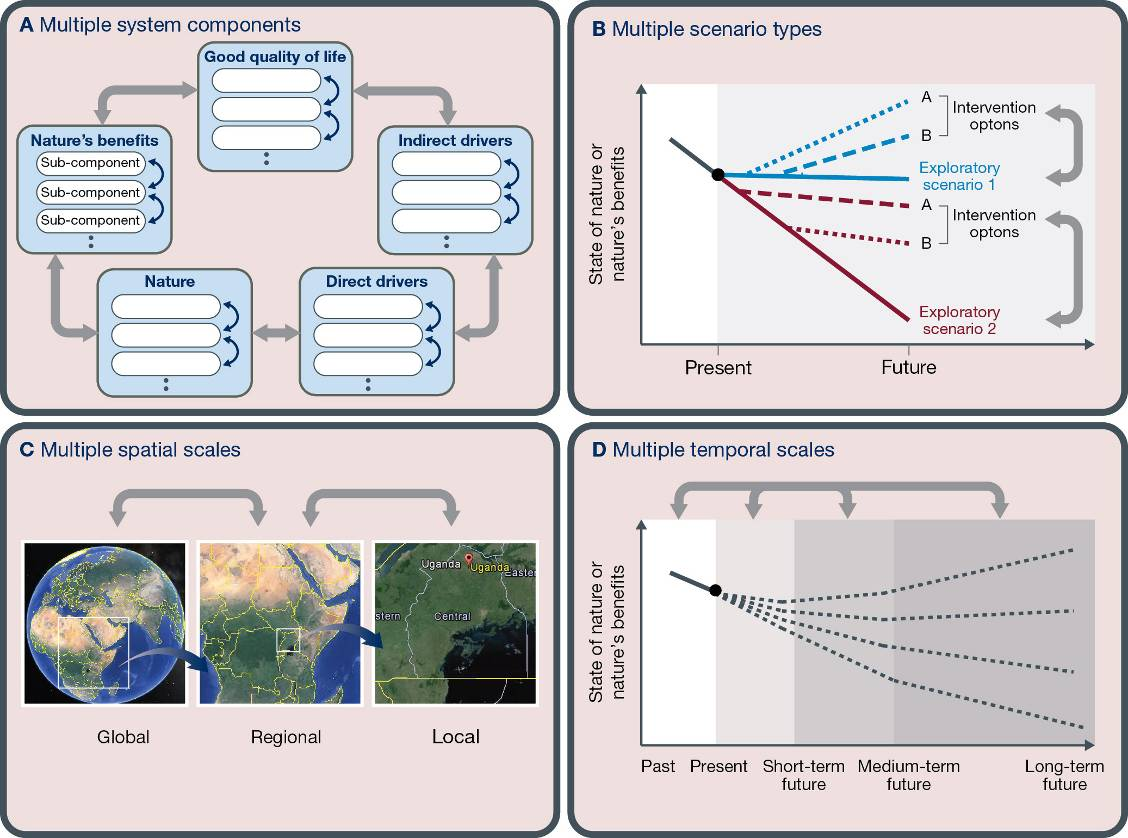 A Multiple system components
Good quality of life
Nature's benefits
Sub-component
Sub-component
Sub-component
Indirect drivers
Nature
Direct drivers
B Multiple scenario types
State of nature or
nature's benefits
A
B
Intervention
optons
Exploratory
scenario 1
A
B
Intervention
optons
Exploratory
scenario 2
Present
Future
C Multiple spatial scales
Uganda
Uganda
Easter
stern
Central
Global
Regional
Local
D Multiple temporal scales
State of nature or
nature's benefits
Past
Present
Short-term
future
Medium-term
future
Long-term
future